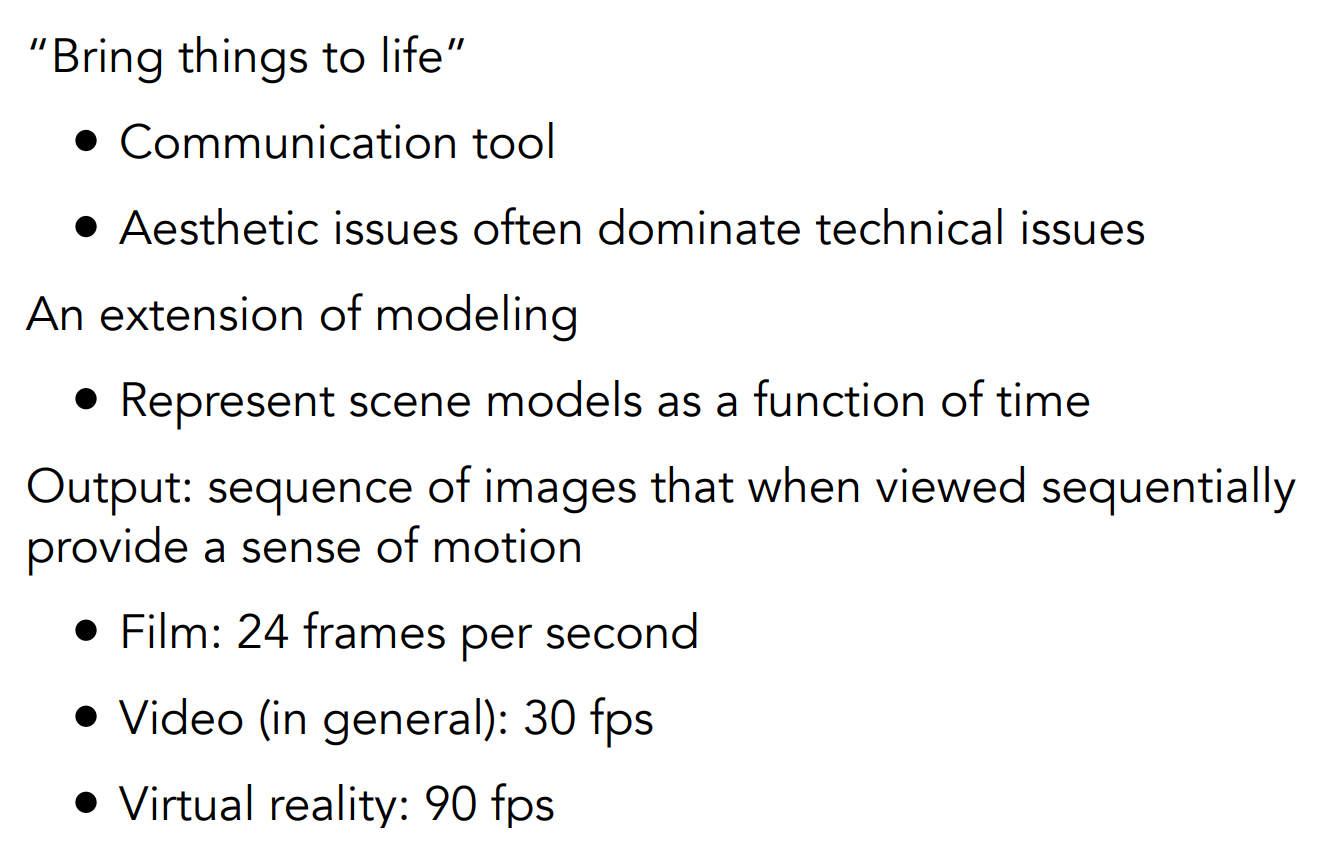 “Bring things to life”
● Communication tool
● Aesthetic issues often dominate technical issues
An extension of modeling
● Represent scene models as a function of time
Output: sequence of images that when viewed sequentially
provide a sense of motion
● Film: 24 frames per second
● Video (in general): 30 fps
● Virtual reality: 90 fps